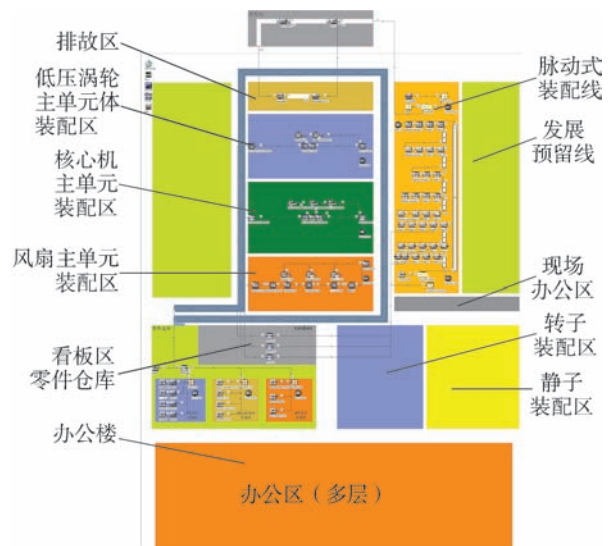 排故区
低压涡轮
主单元体
装配区
核心机
主单元
装配区
风扇主单元
装配区
看板区
零件仓库
办公楼
脉动式
装配线
发展
预留线
现场
办公区
转子
装配区
静子
装配区
办公区（多层）